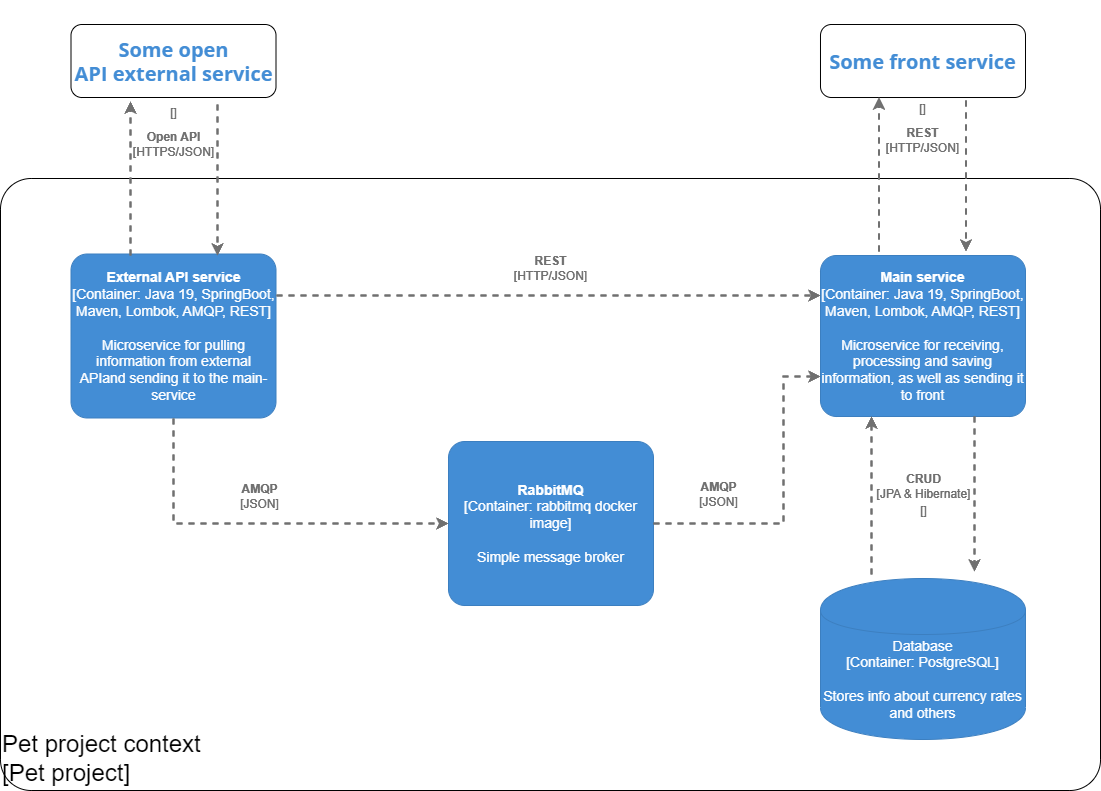 Some open
API external service
Some front service
[]
Open API
[HTTPS/JSON]
[]
REST
[HTTP/JSON]
External API service
[Container: Java 19, SpringBoot,
Maven, Lombok, AMQP, REST]
Microservice for pulling
information from external
APIand sending it to the main-
service
REST
[HTTP/JSON]
Main service
[Container: Java 19, SpringBoot,
Maven, Lombok, AMQP, REST]
Microservice for receiving,
processing and saving
information, as well as sending it
to front
AMQP
[JSON]
RabbitMQ
[Container: rabbitmq docker
image]
Simple message broker
AMQP
[JSON]
CRUD
[JPA & Hibernate]
[]
Database
[Container: PostgreSQL]
Stores info about currency rates
and others
Pet project context
[Pet project]